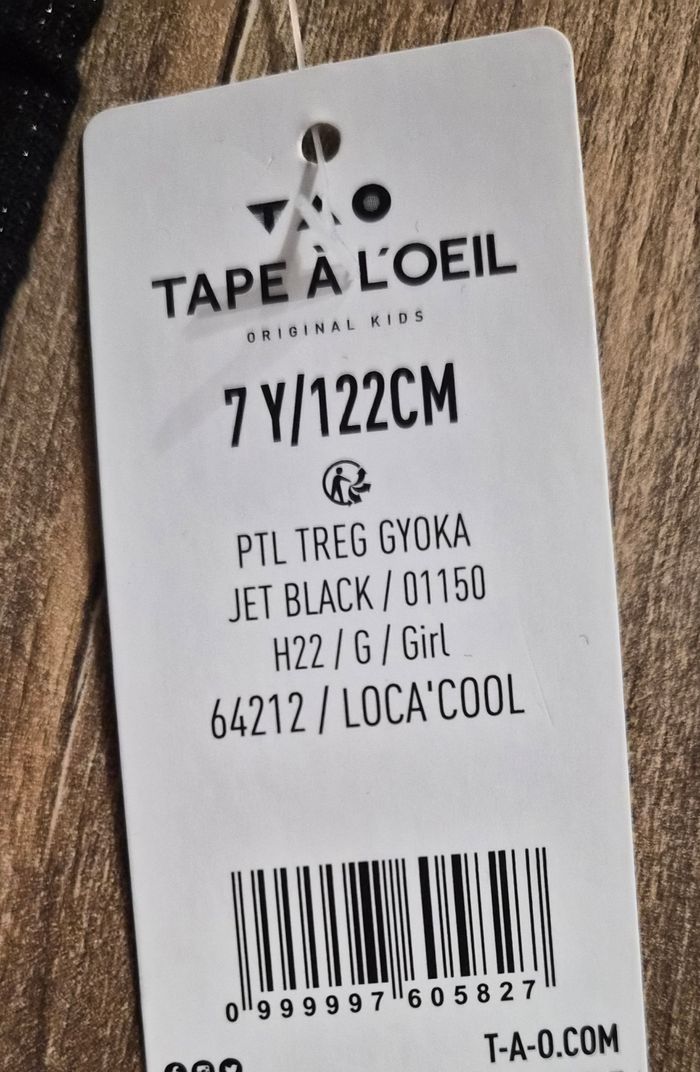 TAO
TAPE À L'OEIL
ORIGINAL KIDS
7 Y/122CM
PTL TREG GYOKA
JET BLACK / 01150
H22 / G / Girl
64212 / LOCA'COOL
0 999997 605827
T-A-O.COM